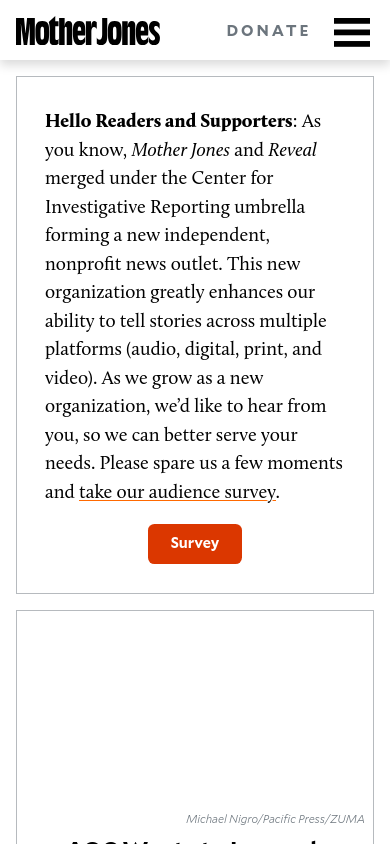 Mother Jones
DONATE
Hello Readers and Supporters: As
you know, Mother Jones and Reveal
merged under the Center for
Investigative Reporting umbrella
forming a new independent,
nonprofit news outlet. This new
organization greatly enhances our
ability to tell stories across multiple
platforms (audio, digital, print, and
video). As we grow as a new
organization, we’d like to hear from
you, so we can better serve your
needs. Please spare us a few moments
and take our audience survey.
Survey
Michael Nigro/Pacific Press/ZUMA